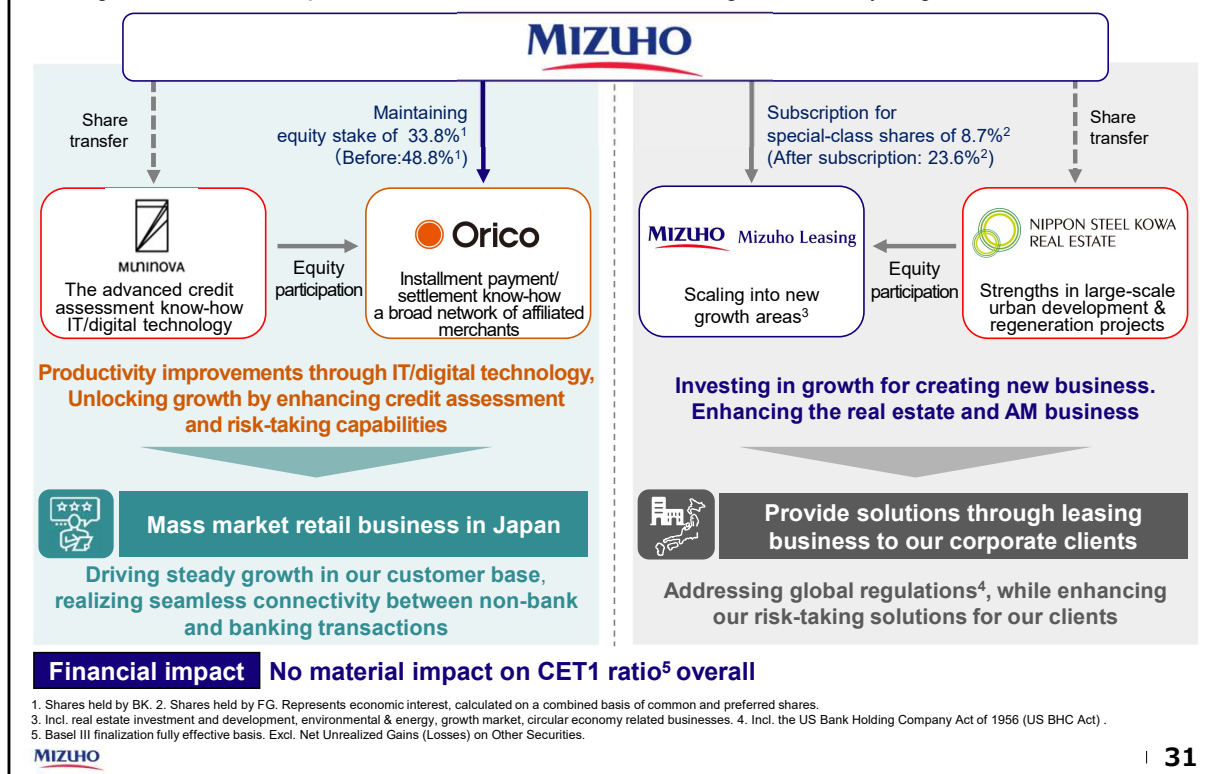 MIZUHO
Share
transfer
Maintaining
equity stake of 33.8%1
(Before:48.8%1)
Subscription for
special-class shares of 8.7%2
(After subscription: 23.6%2)
Share
transfer
MUNINOVA
The advanced credit
assessment know-how
IT/digital technology
Equity
participation
Orico
Installment payment/
settlement know-how
a broad network of affiliated
merchants
MIZUHO Mizuho Leasing
Scaling into new
growth areas3
Equity
participation
NIPPON STEEL KOWA
REAL ESTATE
Strengths in large-scale
urban development &
regeneration projects
Productivity improvements through IT/digital technology,
Unlocking growth by enhancing credit assessment
and risk-taking capabilities
Investing in growth for creating new business.
Enhancing the real estate and AM business
Mass market retail business in Japan
Provide solutions through leasing
business to our corporate clients
Driving steady growth in our customer base,
realizing seamless connectivity between non-bank
and banking transactions
Addressing global regulations4, while enhancing
our risk-taking solutions for our clients
Financial impact No material impact on CET1 ratio5 overall
1. Shares held by BK. 2. Shares held by FG. Represents economic interest, calculated on a combined basis of common and preferred shares.
3. Incl. real estate investment and development, environmental & energy, growth market, circular economy related businesses. 4. Incl. the US Bank Holding Company Act of 1956 (US BHC Act) .
5. Basel III finalization fully effective basis. Excl. Net Unrealized Gains (Losses) on Other Securities.
MIZUHO
31